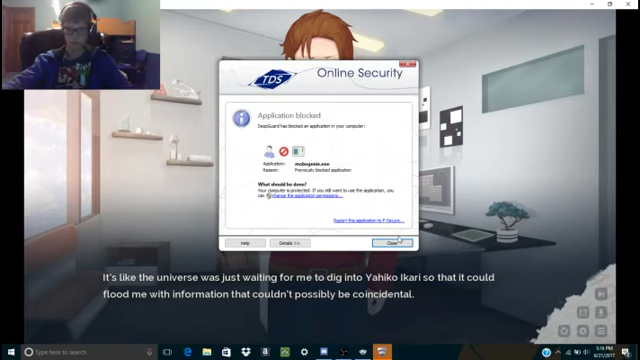 TDS
Online Security
Application blocked
DeepGuard has blocked an application in your computer:
Application: mobogenie.exe
Reason: Previously blocked application
What should be done?
Your computer is protected. If you still want to use the application, you
can change the application permissions...
Report the application to F-Secure...
Help
Details >>
Close
It's like the universe was just waiting for me to dig into Yahiko Ikari so that it could
flood me with information that couldn't possibly be coincidental.
Type here to search
5:16 PM
6/21/2017